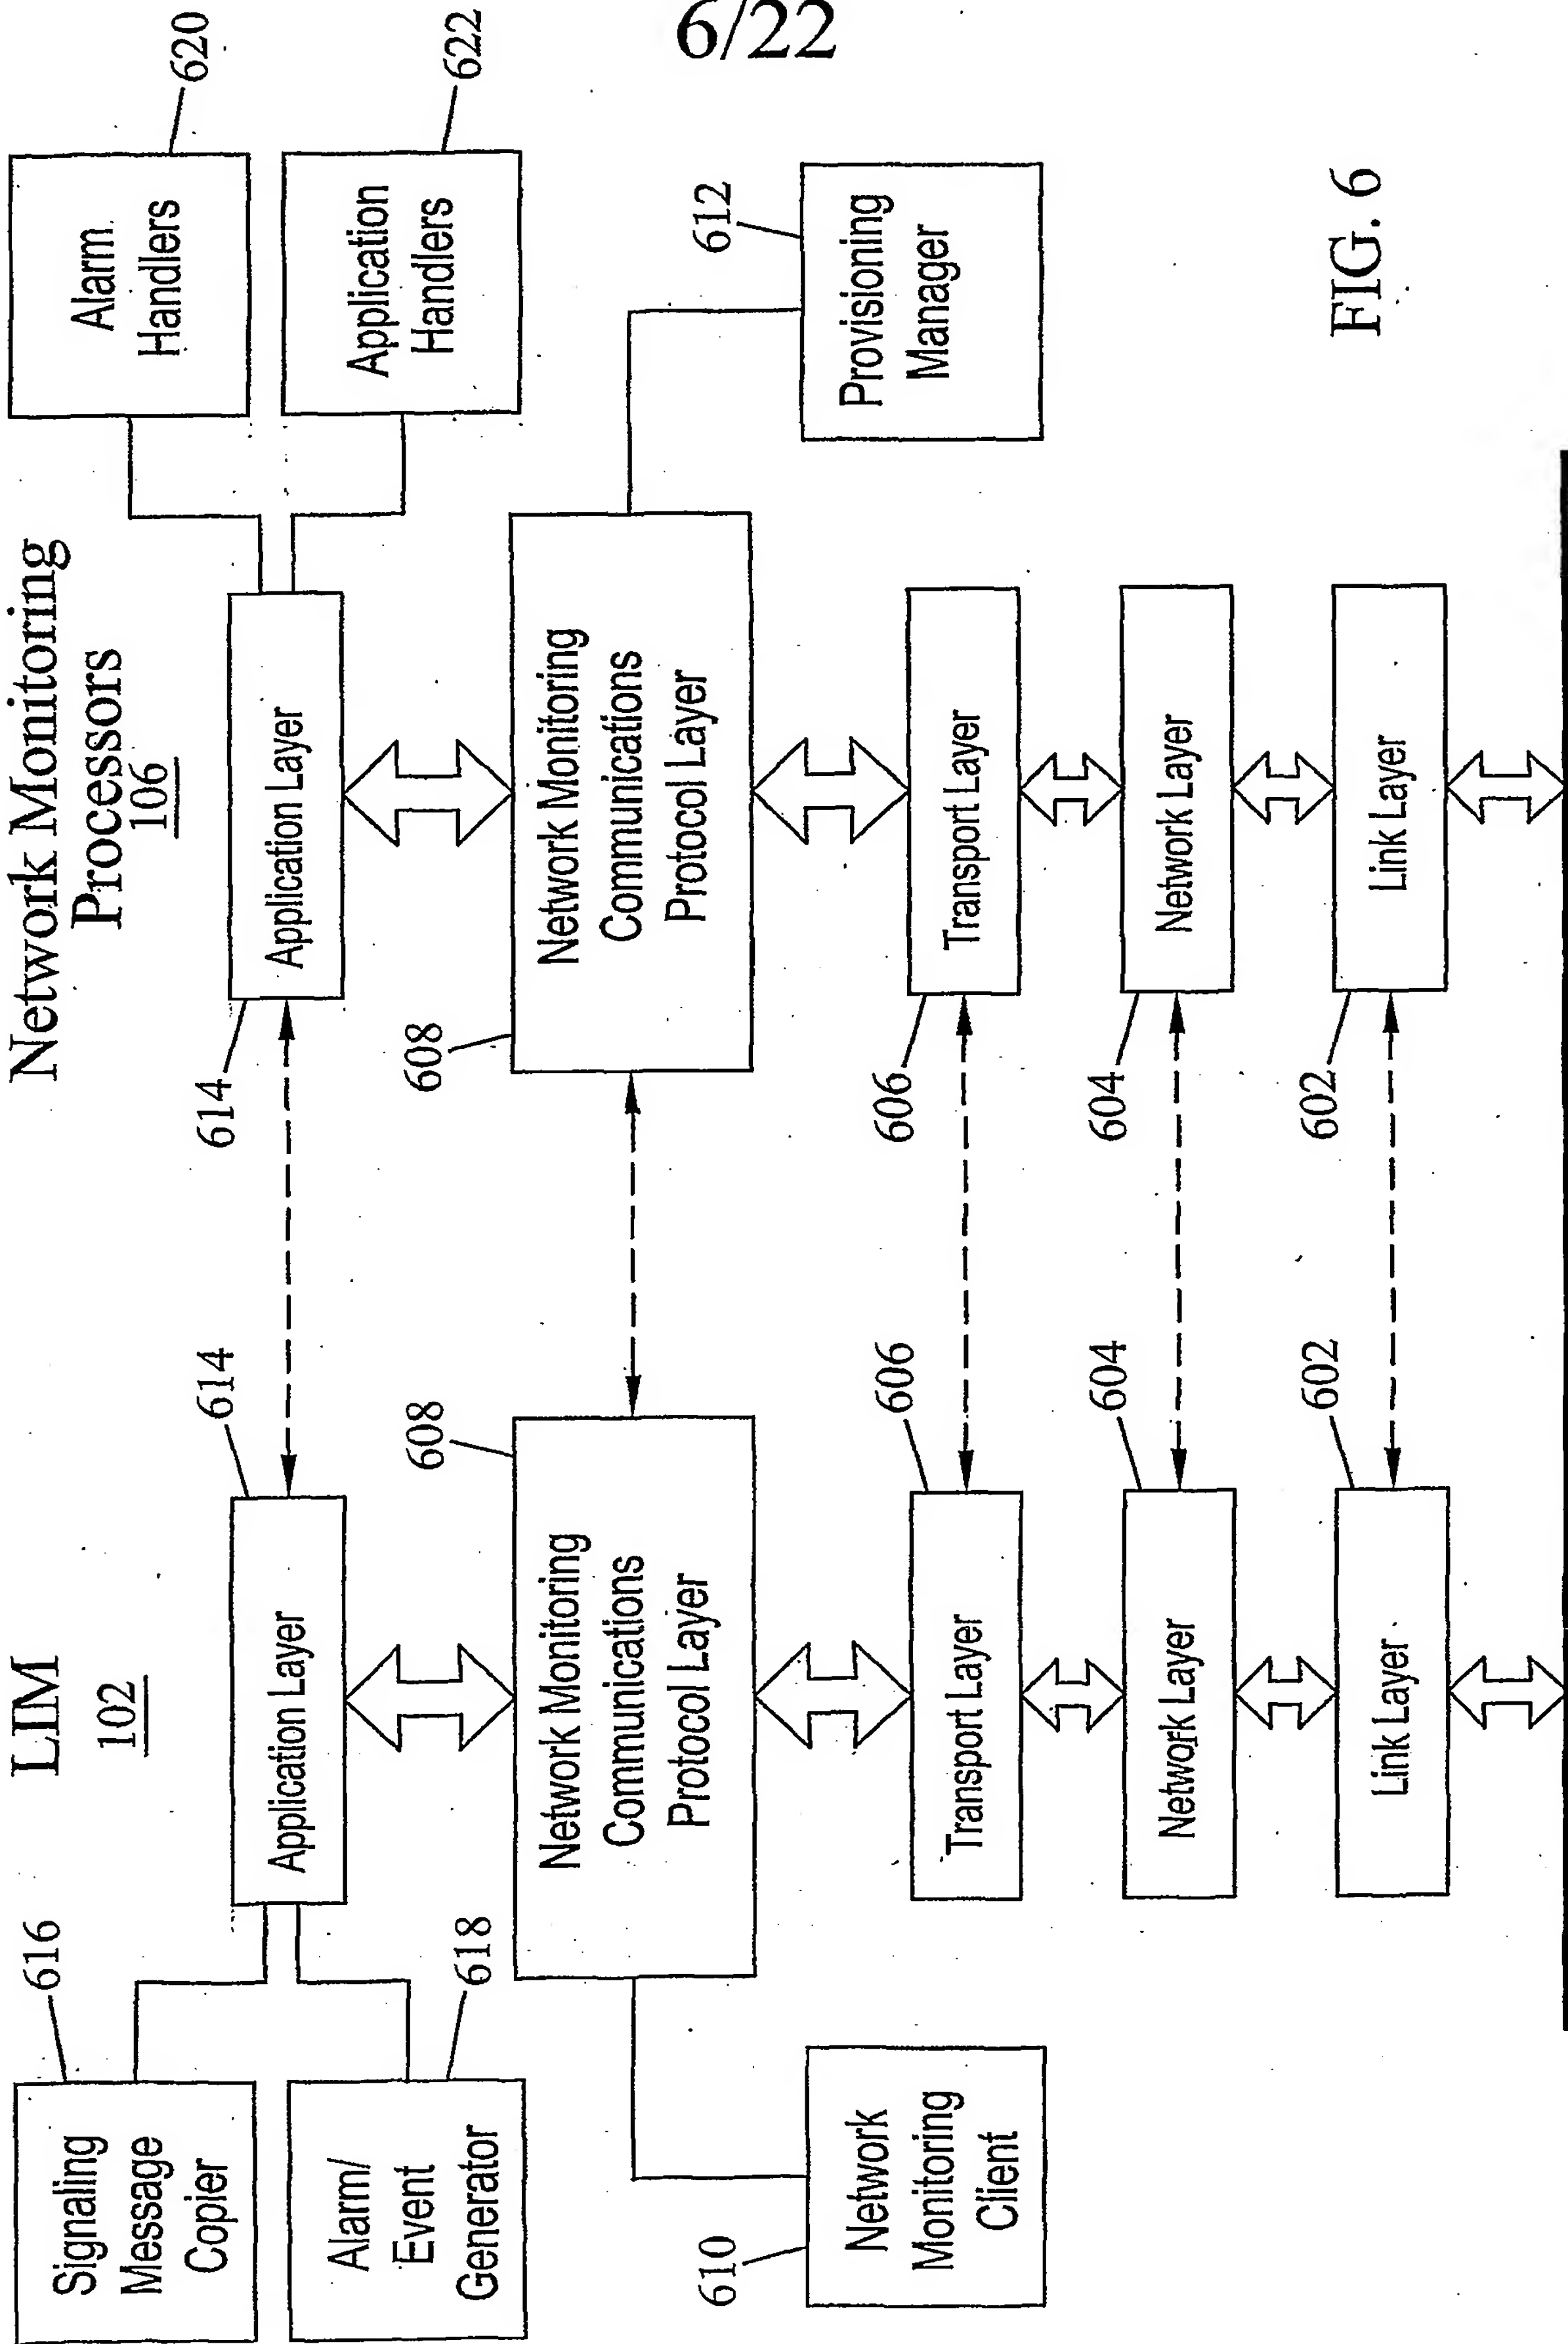 6/22
LIM
102
Network Monitoring
Processors
106
616
Signaling
Message
Copier
618
Alarm/
Event
Generator
614
Application Layer
614
Application Layer
620
Alarm
Handlers
622
Application
Handlers
608
Network Monitoring
Communications
Protocol Layer
608
Network Monitoring
Communications
Protocol Layer
610
Network
Monitoring
Client
612
Provisioning
Manager
606
Transport Layer
606
Transport Layer
604
Network Layer
604
Network Layer
602
Link Layer
602
Link Layer
FIG. 6